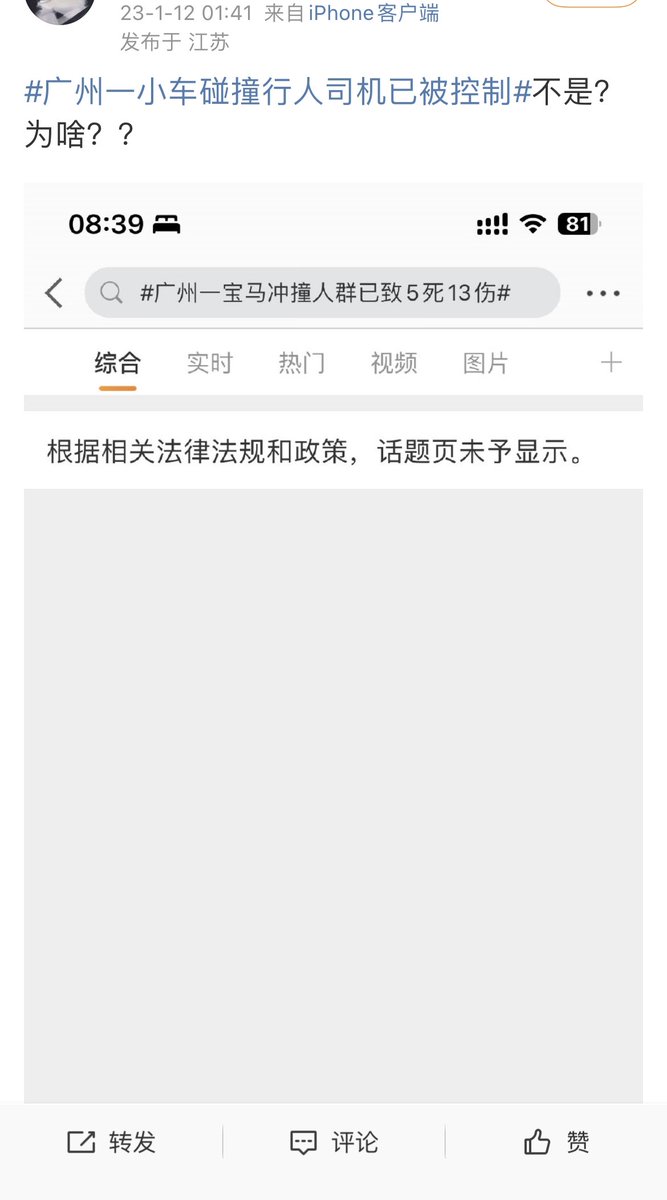 23-1-12 01:41 来自iPhone客户端
发布于 江苏
#广州一小车碰撞行人司机已被控制#不是?
为啥？？
08:39
81
#广州一宝马冲撞人群已致5死13伤#
综合 实时 热门 视频 图片
根据相关法律法规和政策，话题页未予显示。
转发 评论 赞